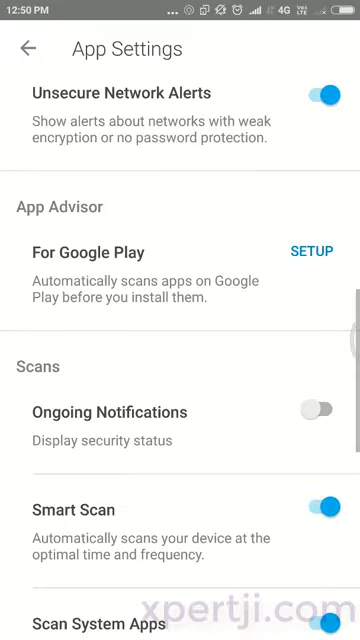 12:50 PM ... 4G VoLTE
App Settings
Unsecure Network Alerts
Show alerts about networks with weak
encryption or no password protection.
App Advisor
For Google Play
SETUP
Automatically scans apps on Google
Play before you install them.
Scans
Ongoing Notifications
Display security status
Smart Scan
Automatically scans your device at the
optimal time and frequency.
xpertji.com
Scan System Apps